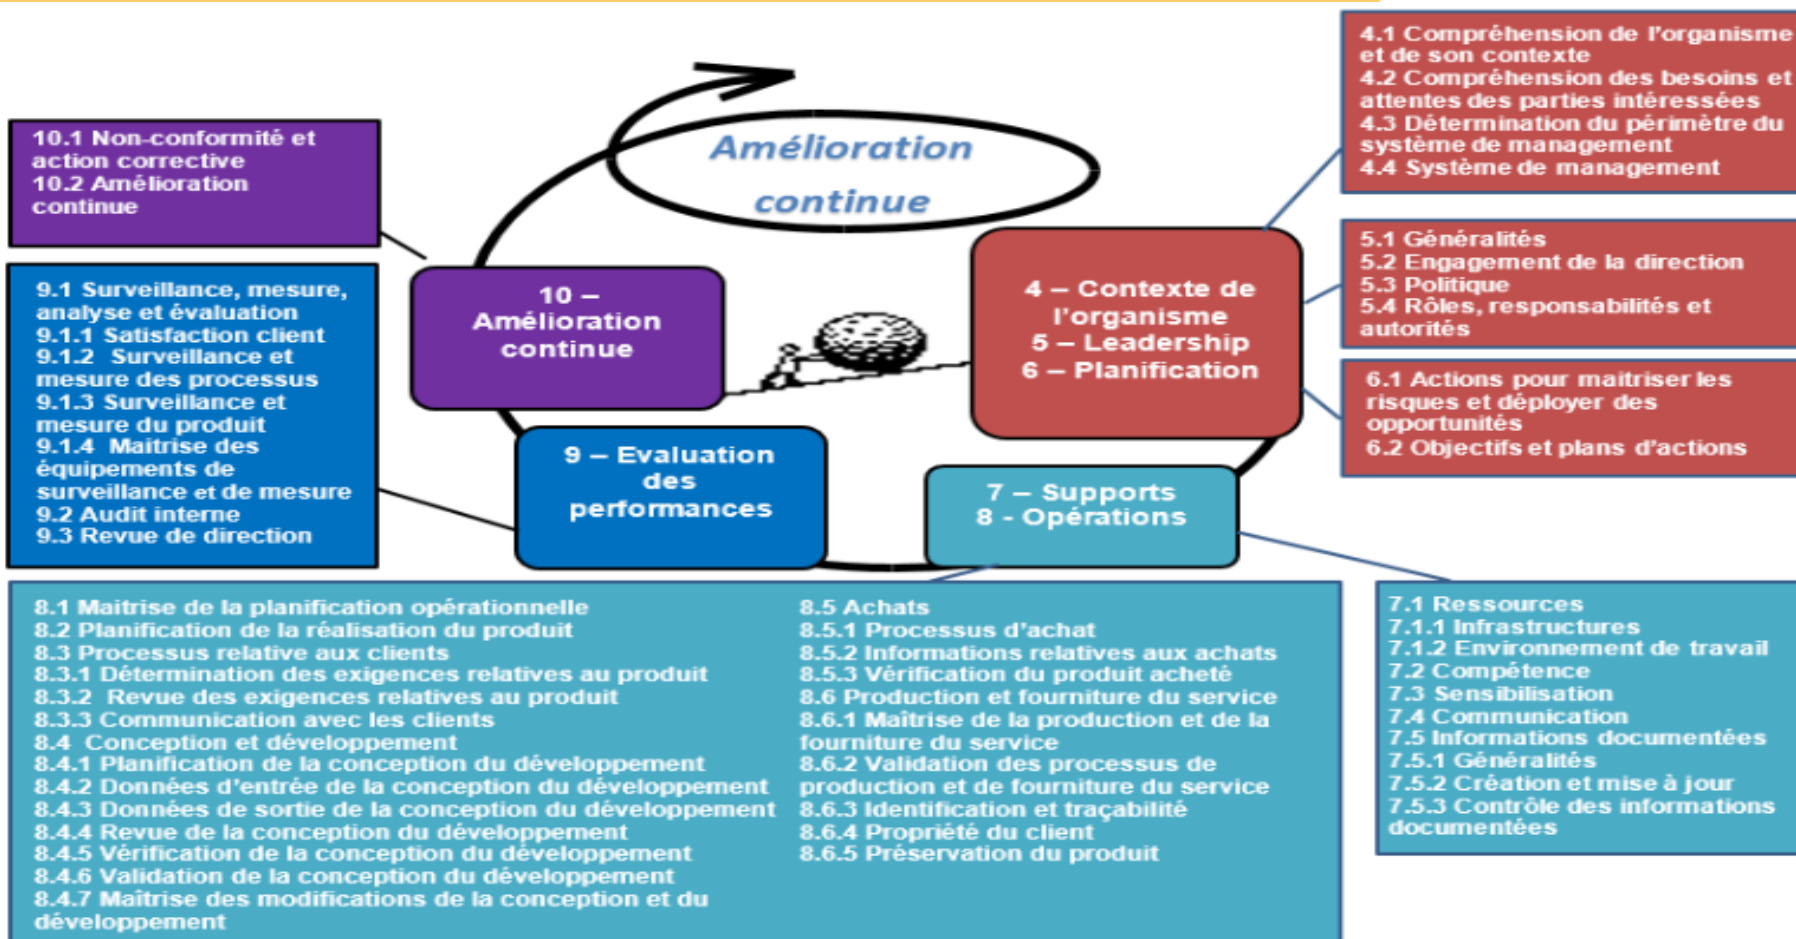 Amélioration
continue
4.1 Compréhension de l'organisme
et de son contexte
4.2 Compréhension des besoins et
attentes des parties intéressées
4.3 Détermination du périmètre du
système de management
4.4 Système de management
10.1 Non-conformité et
action corrective
10.2 Amélioration
continue
5.1 Généralités
5.2 Engagement de la direction
5.3 Politique
5.4 Rôles, responsabilités et
autorités
10 –
Amélioration
continue
4 – Contexte de
l'organisme
5 – Leadership
6 – Planification
9.1 Surveillance, mesure,
analyse et évaluation
9.1.1 Satisfaction client
9.1.2 Surveillance et
mesure des processus
9.1.3 Surveillance et
mesure du produit
9.1.4 Maitrise des
équipements de
surveillance et de mesure
9.2 Audit interne
9.3 Revue de direction
6.1 Actions pour maitriser les
risques et déployer des
opportunités
6.2 Objectifs et plans d'actions
9 – Evaluation
des
performances
7 – Supports
8 - Opérations
8.1 Maitrise de la planification opérationnelle
8.2 Planification de la réalisation du produit
8.3 Processus relative aux clients
8.3.1 Détermination des exigences relatives au produit
8.3.2 Revue des exigences relatives au produit
8.3.3 Communication avec les clients
8.4 Conception et développement
8.4.1 Planification de la conception du développement
8.4.2 Données d'entrée de la conception du développement
8.4.3 Données de sortie de la conception du développement
8.4.4 Revue de la conception du développement
8.4.5 Vérification de la conception du développement
8.4.6 Validation de la conception du développement
8.4.7 Maîtrise des modifications de la conception et du
développement
8.5 Achats
8.5.1 Processus d'achat
8.5.2 Informations relatives aux achats
8.5.3 Vérification du produit acheté
8.6 Production et fourniture du service
8.6.1 Maîtrise de la production et de la
fourniture du service
8.6.2 Validation des processus de
production et de fourniture du service
8.6.3 Identification et traçabilité
8.6.4 Propriété du client
8.6.5 Préservation du produit
7.1 Ressources
7.1.1 Infrastructures
7.1.2 Environnement de travail
7.2 Compétence
7.3 Sensibilisation
7.4 Communication
7.5 Informations documentées
7.5.1 Généralités
7.5.2 Création et mise à jour
7.5.3 Contrôle des informations
documentées